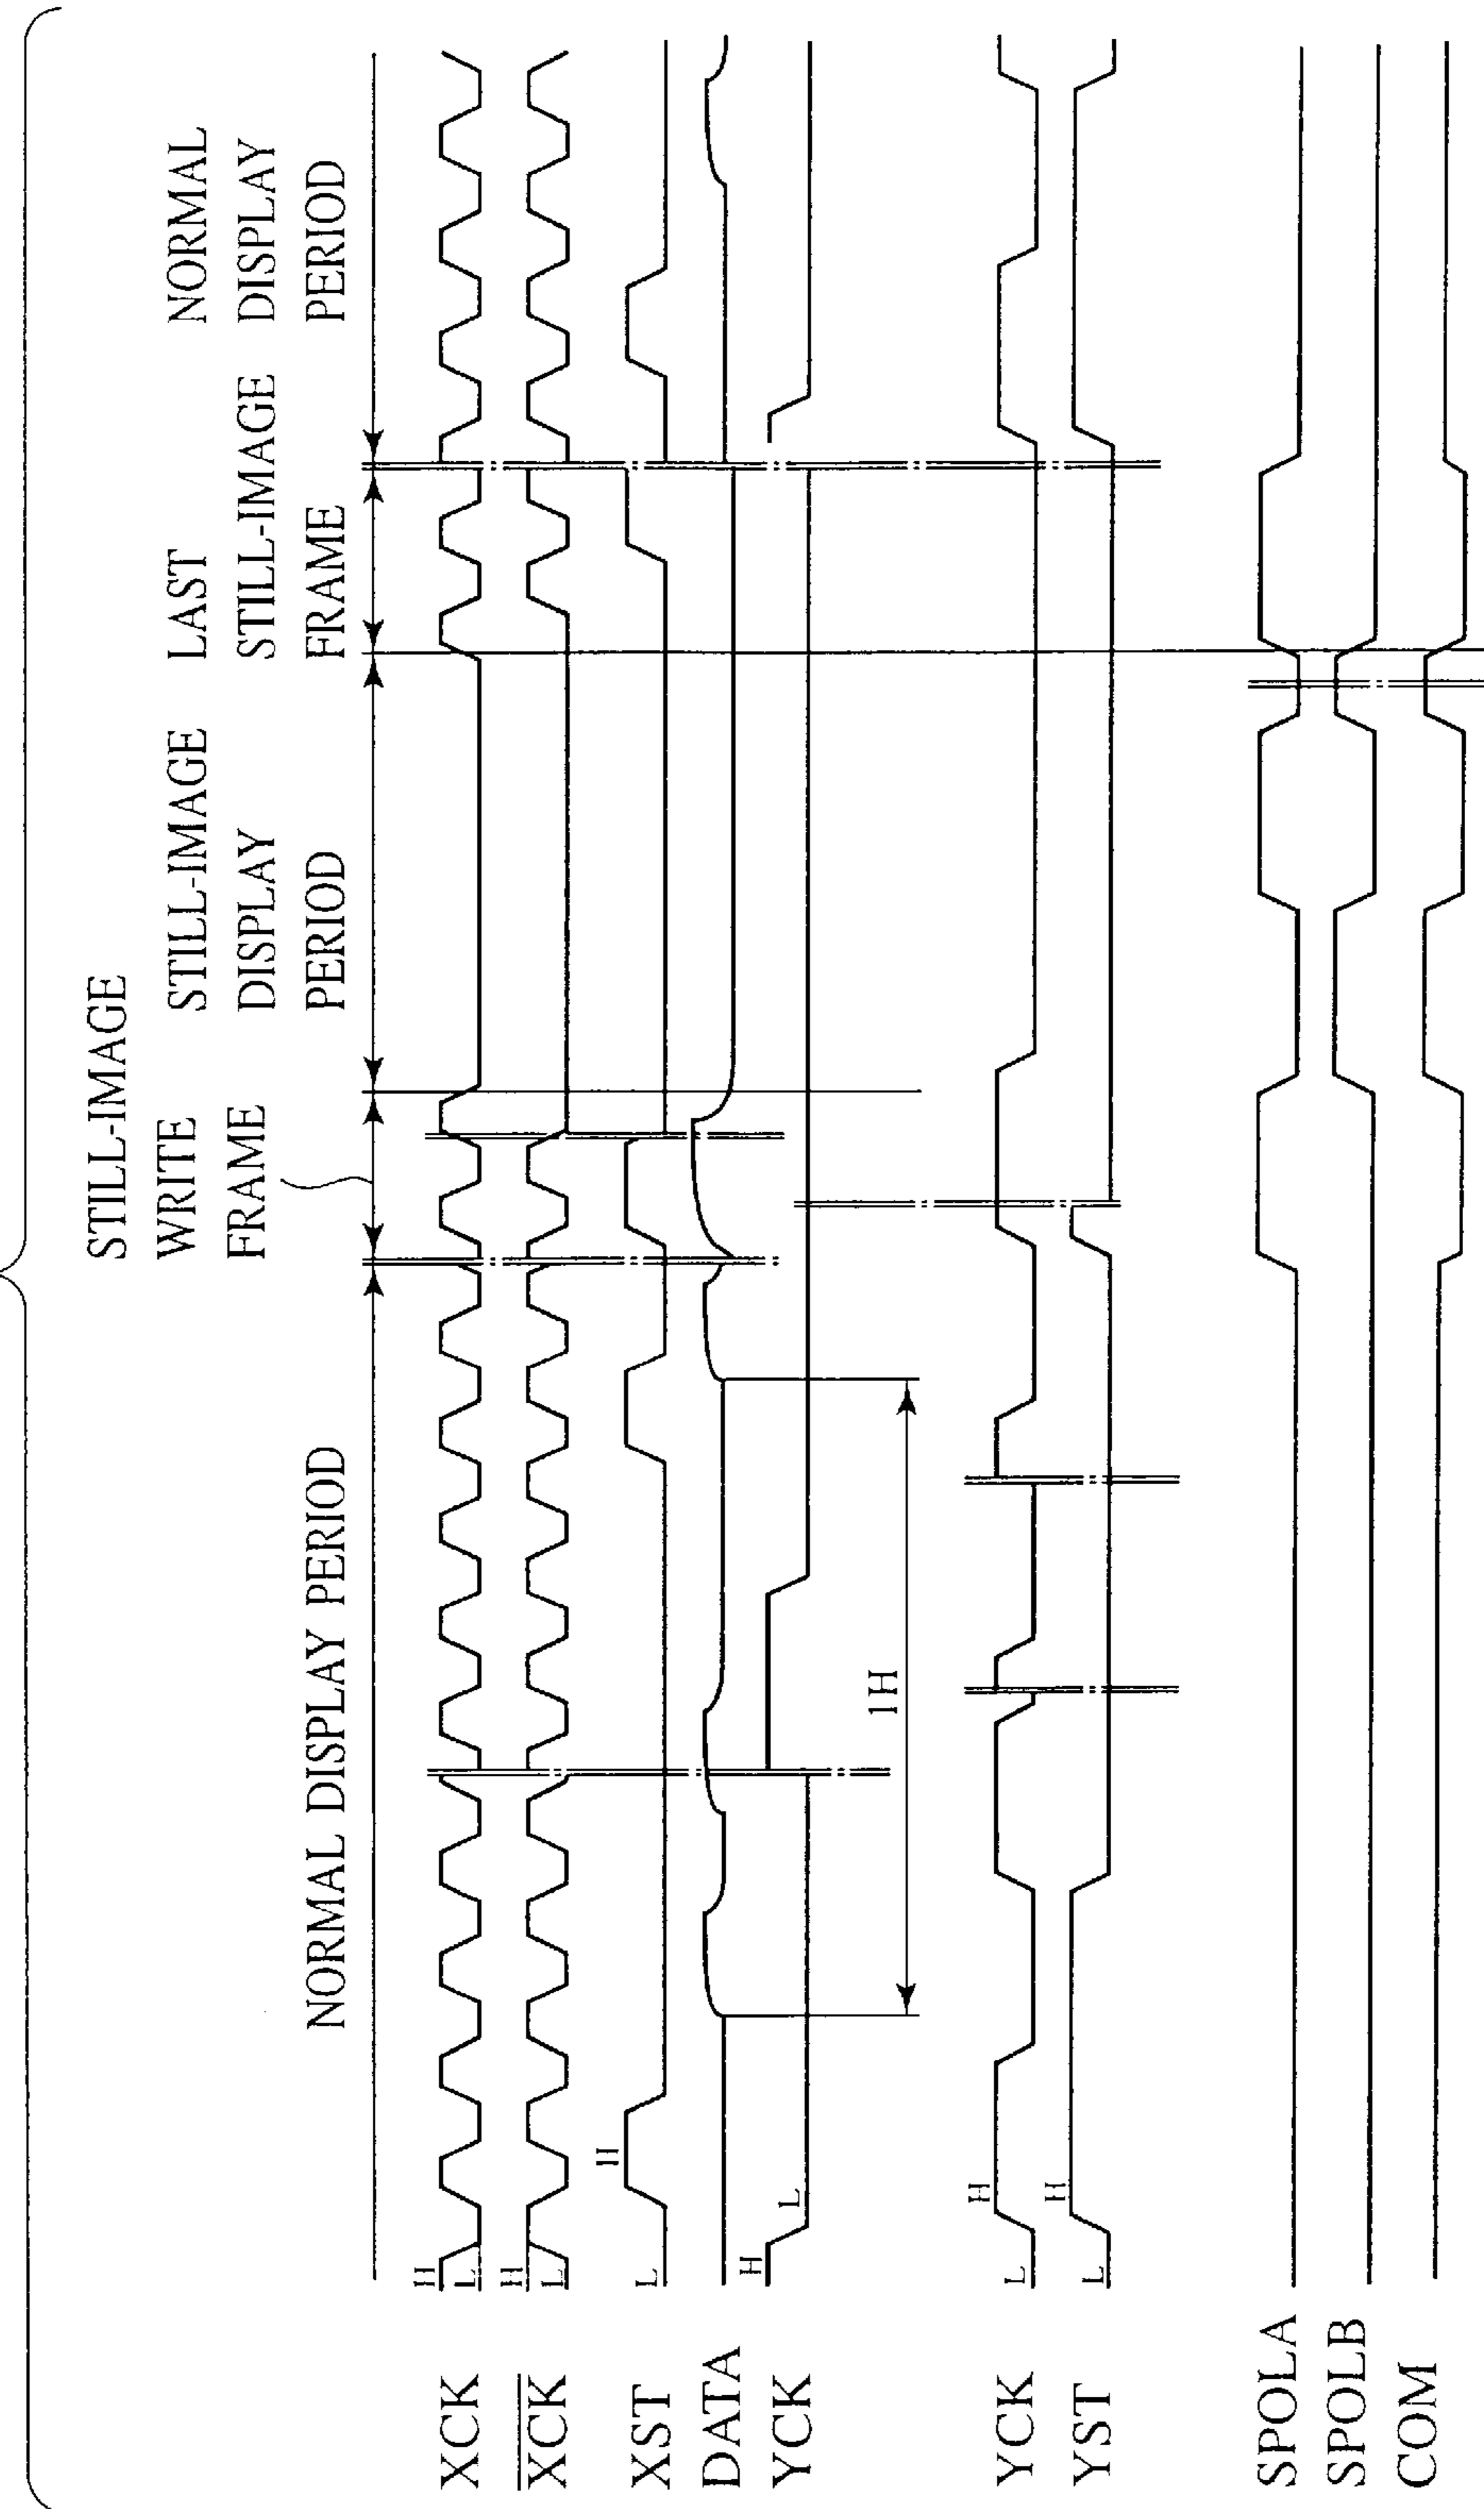 STILL-IMAGE
WRITE
FRAME
NORMAL DISPLAY PERIOD
STILL-IMAGE
DISPLAY
PERIOD
LAST
STILL-IMAGE
FRAME
NORMAL
DISPLAY
PERIOD
XCK
H
L
XCK
H
L
XST
L
H
DATA
YCK
H
L
1H
YCK
L
H
YST
L
H
SPOLA
SPOLB
COM